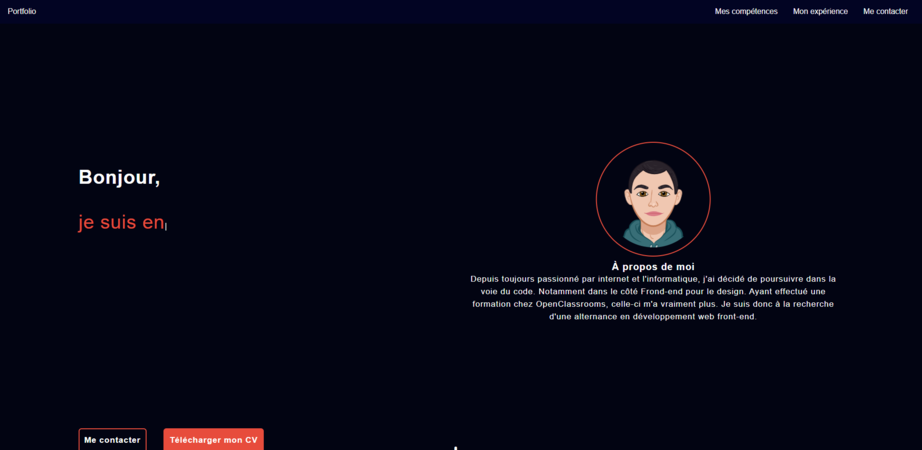 Portfolio
Mes compétences
Mon expérience
Me contacter
Bonjour,
je suis en
À propos de moi
Depuis toujours passionné par internet et l'informatique, j'ai décidé de poursuivre dans la
voie du code. Notamment dans le côté Frond-end pour le design. Ayant effectué une
formation chez OpenClassrooms, celle-ci m'a vraiment plus. Je suis donc à la recherche
d'une alternance en développement web front-end.
Me contacter
Télécharger mon CV